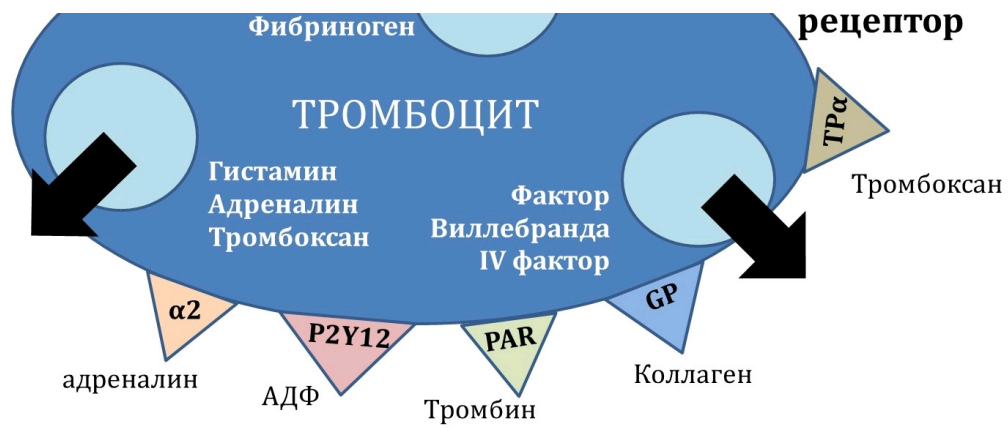 Фибриноген
рецептор
ТРОМБОЦИТ
TPα
Тромбоксан
Гистамин
Адреналин
Тромбоксан
Фактор
Виллебранда
IV фактор
α2
P2Y12
PAR
GP
адреналин
АДФ
Тромбин
Коллаген